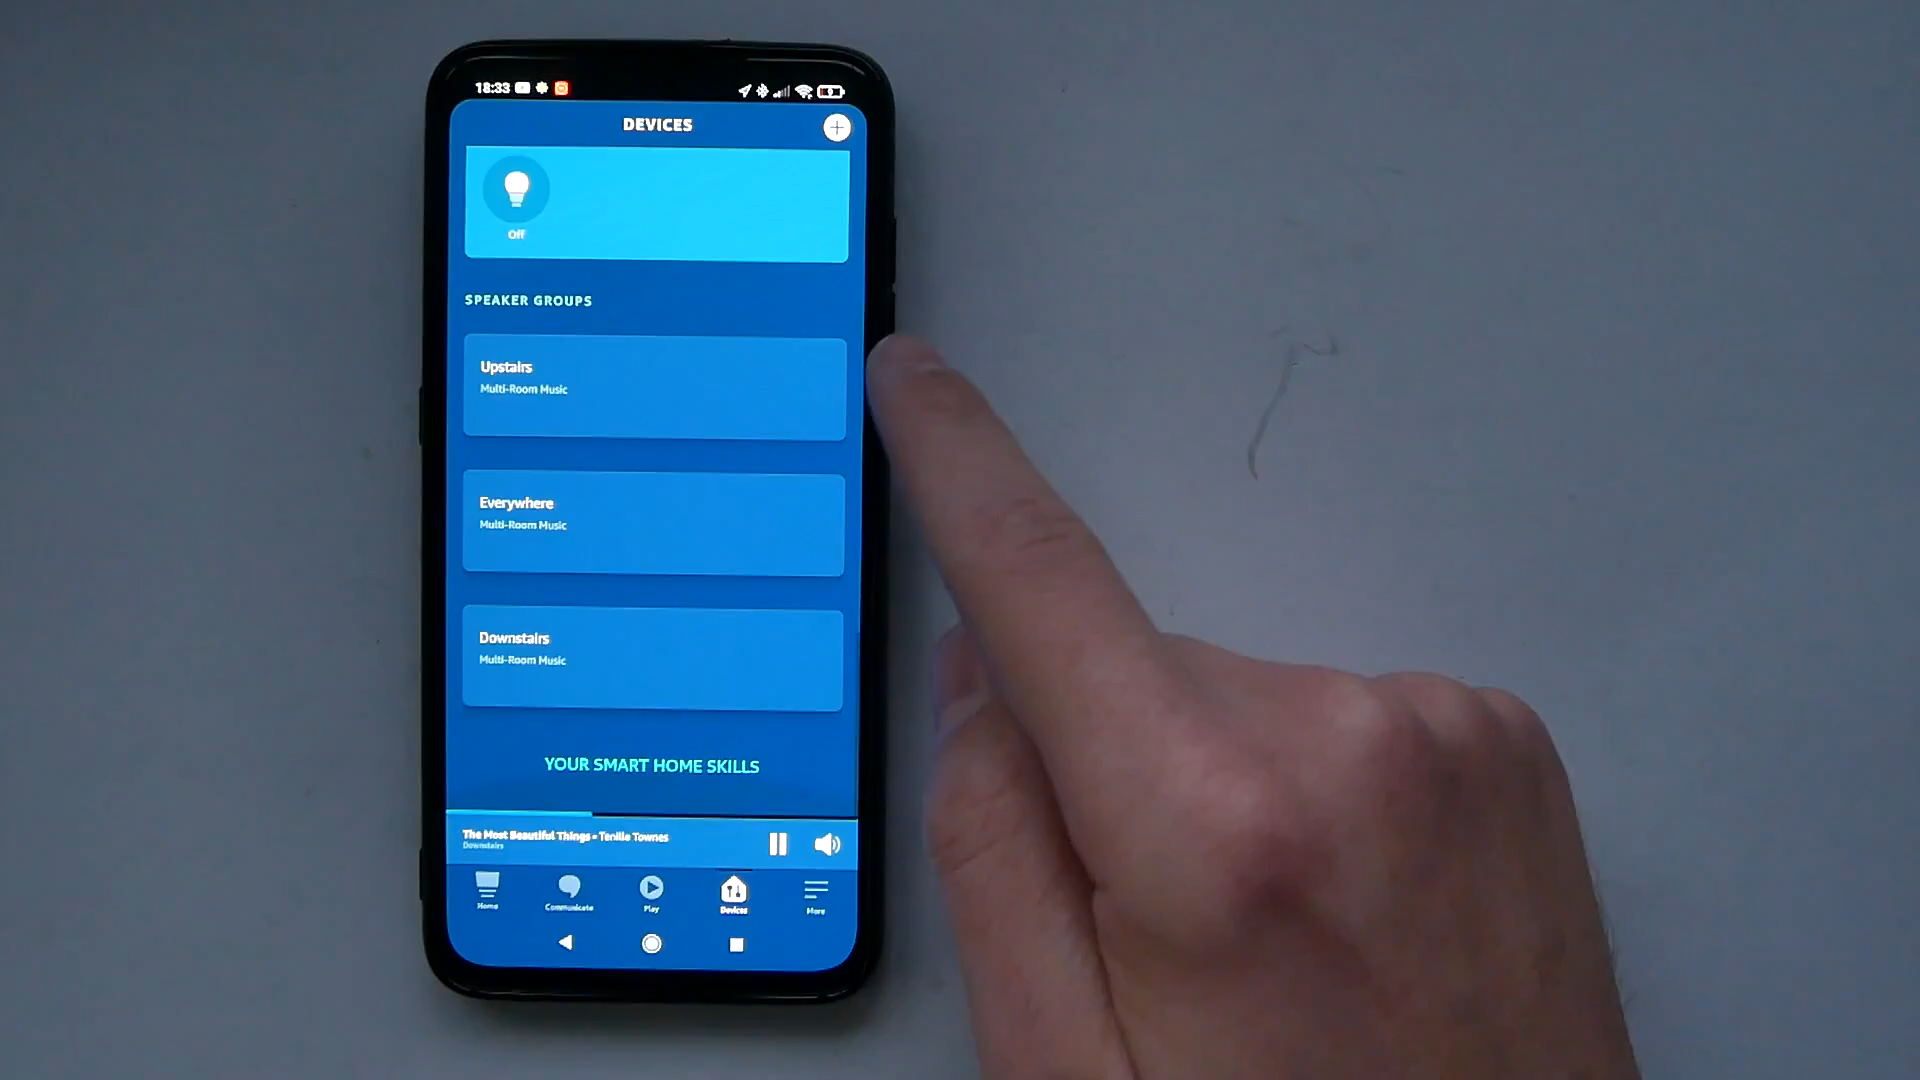 18:33
DEVICES
Off
SPEAKER GROUPS
Upstairs
Multi-Room Music
Everywhere
Multi-Room Music
Downstairs
Multi-Room Music
YOUR SMART HOME SKILLS
The Most Beautiful Things • Tenille Townes
Downstairs
Home
Communicate
Play
Devices
More